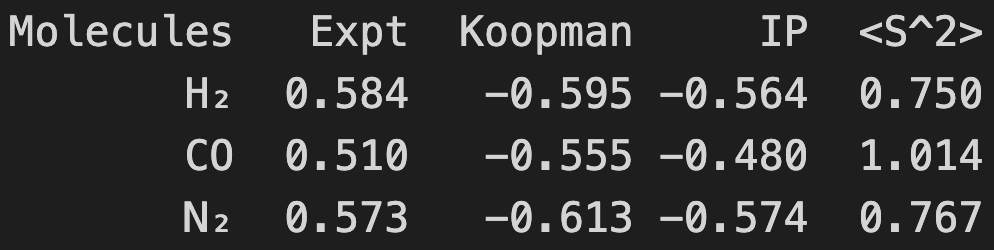 Molecules Expt Koopman IP <S^2>
H₂ 0.584 −0.595 −0.564 0.750
CO 0.510 −0.555 −0.480 1.014
N₂ 0.573 −0.613 −0.574 0.767